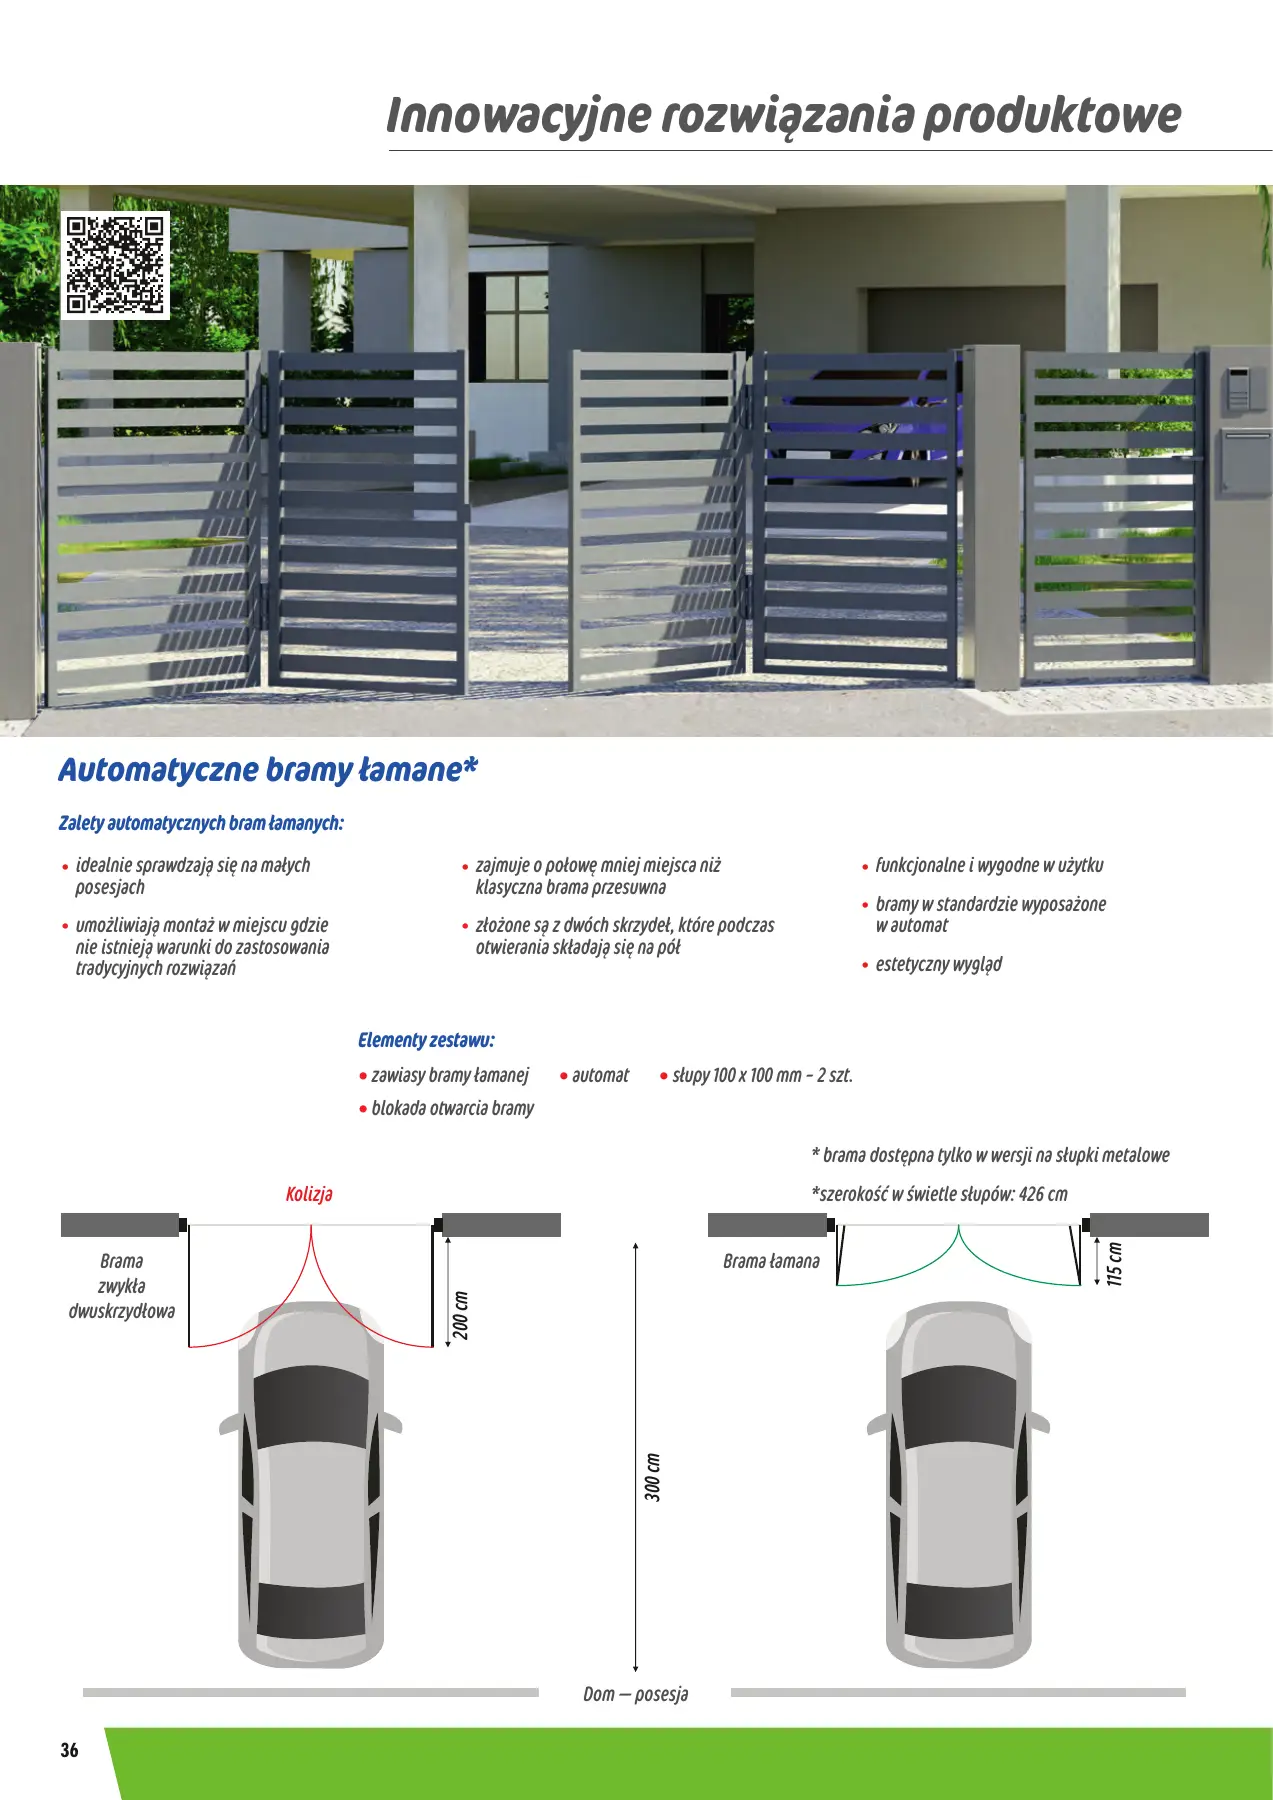 Innowacyjne rozwiązania produktowe
Automatyczne bramy łamane*
Zalety automatycznych bram łamanych:
• idealnie sprawdzają się na małych
posesjach
• umożliwiają montaż w miejscu gdzie
nie istnieją warunki do zastosowania
tradycyjnych rozwiązań
• zajmuje o połowę mniej miejsca niż
klasyczna brama przesuwna
• złożone są z dwóch skrzydeł, które podczas
otwierania składają się na pół
• funkcjonalne i wygodne w użytku
• bramy w standardzie wyposażone
w automat
• estetyczny wygląd
Elementy zestawu:
• zawiasy bramy łamanej • automat • słupy 100 x 100 mm – 2 szt.
• blokada otwarcia bramy
* brama dostępna tylko w wersji na słupki metalowe
*szerokość w świetle słupów: 426 cm
Kolizja
Brama
zwykła
dwuskrzydłowa
200 cm
300 cm
Brama łamana
115 cm
Dom — posesja
36